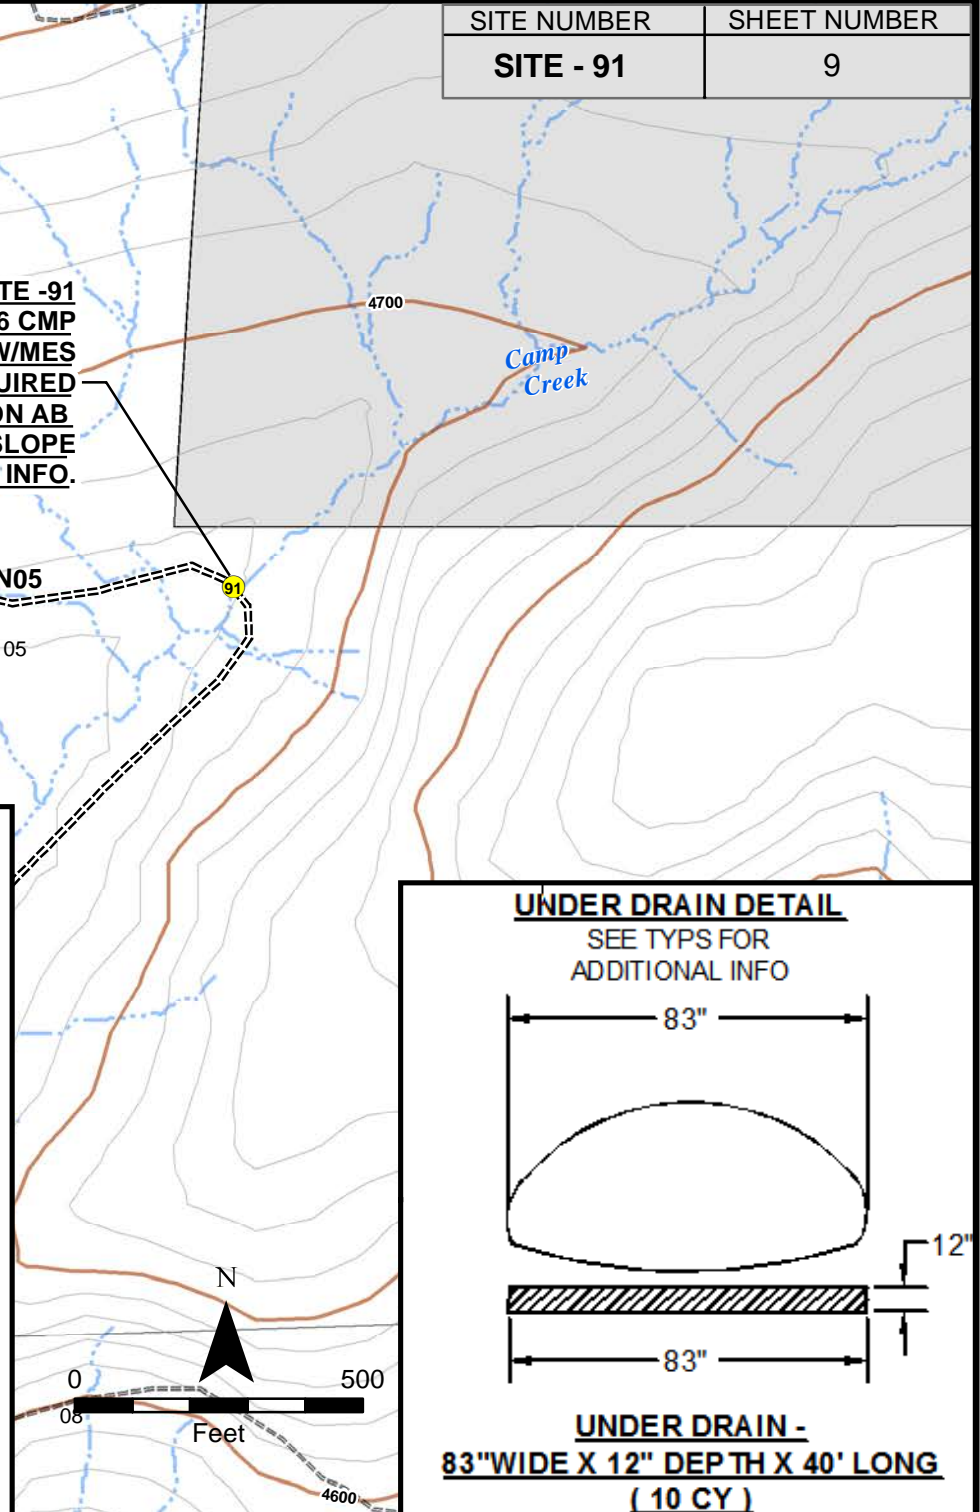 SITE NUMBER
SHEET NUMBER
SITE - 91
9
4700
Camp
Creek
TE -91
6 CMP
W/MES
UIRED
ON AB
SLOPE
INFO.
N05
91
05
UNDER DRAIN DETAIL
SEE TYPS FOR
ADDITIONAL INFO
83"
12"
83"
UNDER DRAIN -
83"WIDE X 12" DEPTH X 40' LONG
( 10 CY )
N
0
500
08
Feet
4600